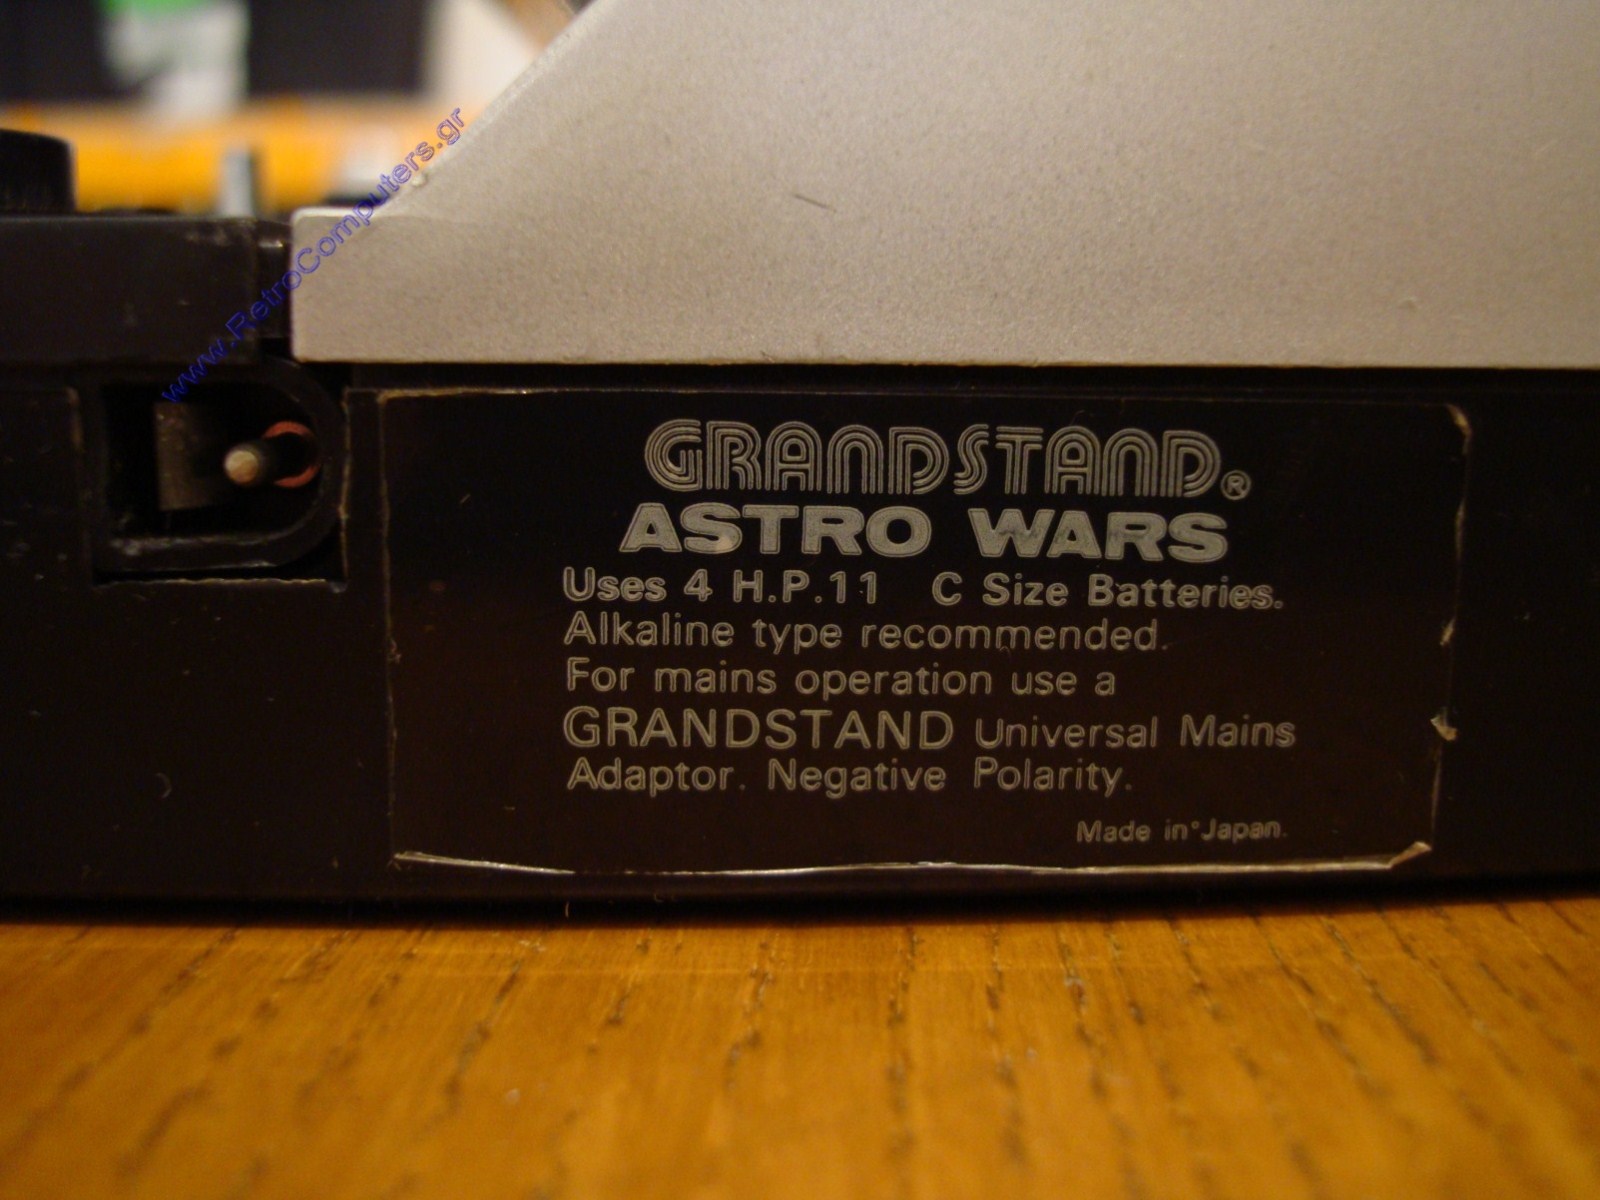 www.RetroComputers.gr
GRANDSTAND®
ASTRO WARS
Uses 4 H.P.11 C Size Batteries.
Alkaline type recommended.
For mains operation use a
GRANDSTAND Universal Mains
Adaptor. Negative Polarity.
Made in Japan.